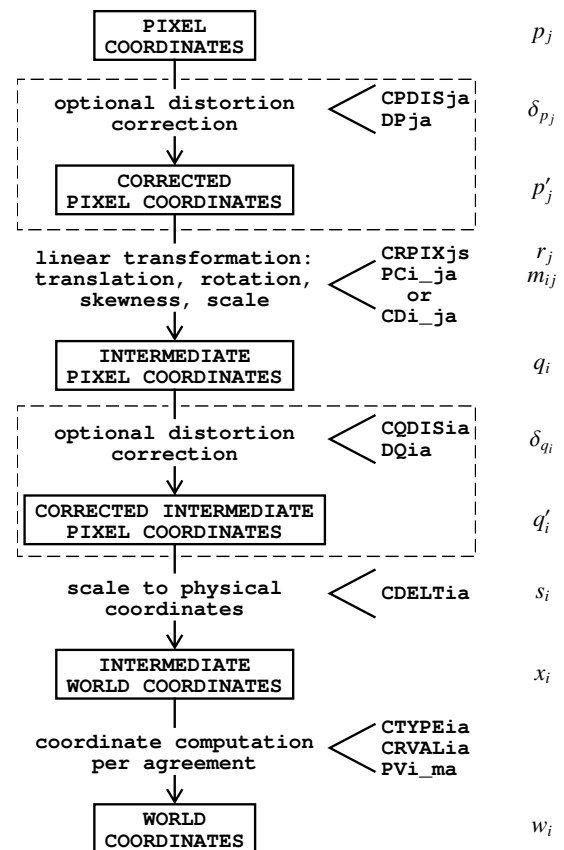 PIXEL
COORDINATES
p_j
optional distortion
correction
CPDISja
DPja
δ_{p_j}
CORRECTED
PIXEL COORDINATES
p′_j
linear transformation:
translation, rotation,
skewness, scale
CRPIXjs
PCi_ja
or
CDi_ja
r_j
m_{ij}
INTERMEDIATE
PIXEL COORDINATES
q_i
optional distortion
correction
CQDISia
DQia
δ_{q_i}
CORRECTED INTERMEDIATE
PIXEL COORDINATES
q′_i
scale to physical
coordinates
CDELTia
s_i
INTERMEDIATE
WORLD COORDINATES
x_i
coordinate computation
per agreement
CTYPEia
CRVALia
PVi_ma
WORLD
COORDINATES
w_i